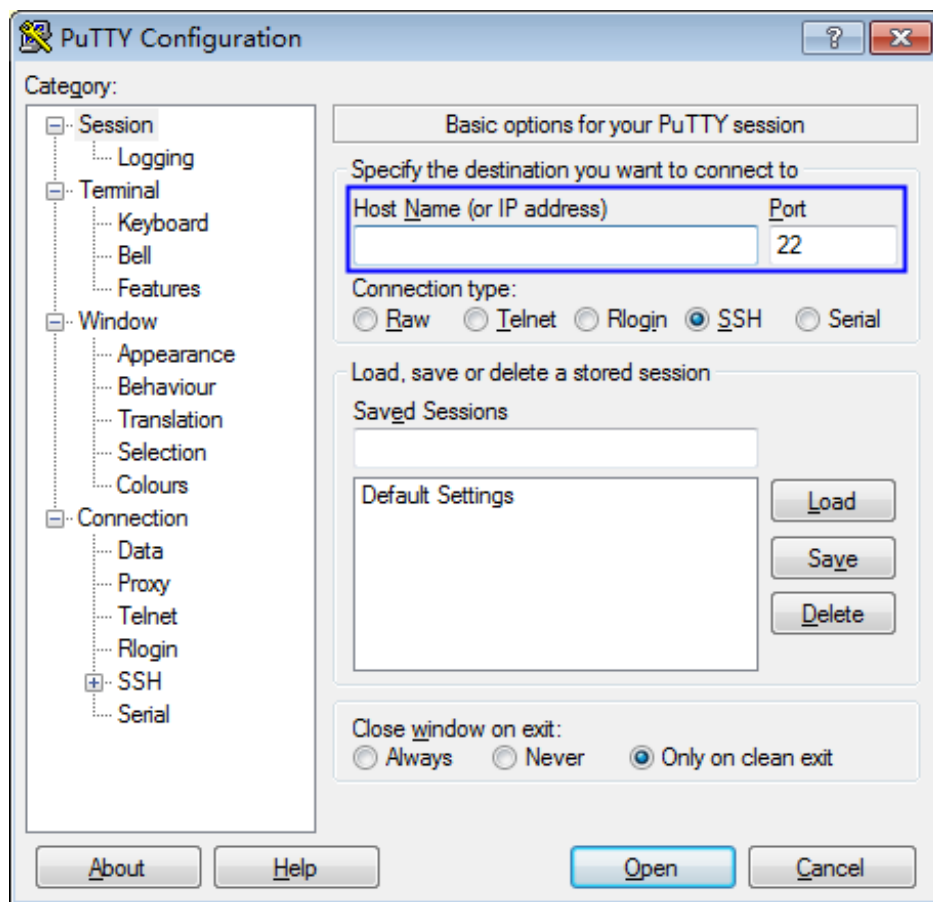 PuTTY Configuration
?
Category:
Session
Logging
Terminal
Keyboard
Bell
Features
Window
Appearance
Behaviour
Translation
Selection
Colours
Connection
Data
Proxy
Telnet
Rlogin
SSH
Serial
Basic options for your PuTTY session
Specify the destination you want to connect to
Host Name (or IP address) Port
22
Connection type:
Raw Telnet Rlogin SSH Serial
Load, save or delete a stored session
Saved Sessions
Default Settings
Load
Save
Delete
Close window on exit:
Always Never Only on clean exit
About Help Open Cancel